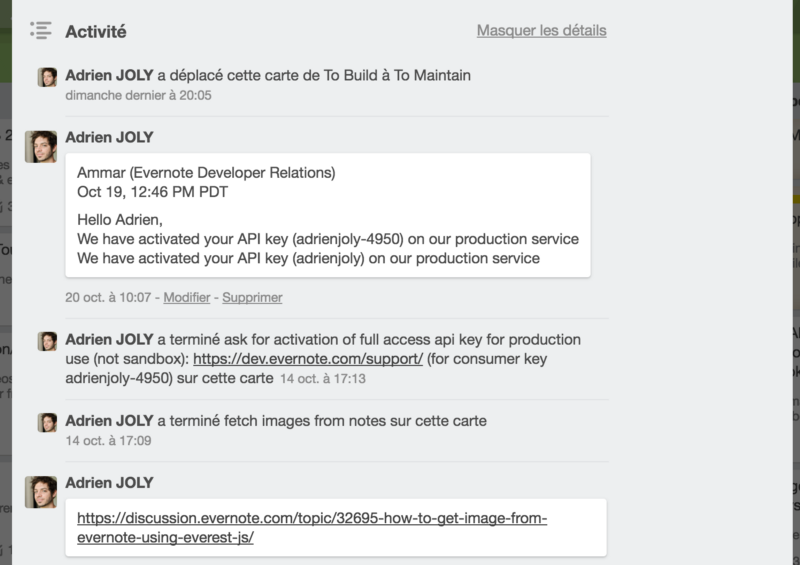 Activité
Masquer les détails
Adrien JOLY a déplacé cette carte de To Build à To Maintain
dimanche dernier à 20:05
Adrien JOLY
Ammar (Evernote Developer Relations)
Oct 19, 12:46 PM PDT
Hello Adrien,
We have activated your API key (adrienjoly-4950) on our production service
We have activated your API key (adrienjoly) on our production service
20 oct. à 10:07 - Modifier - Supprimer
Adrien JOLY a terminé ask for activation of full access api key for production
use (not sandbox): https://dev.evernote.com/support/ (for consumer key
adrienjoly-4950) sur cette carte 14 oct. à 17:13
Adrien JOLY a terminé fetch images from notes sur cette carte
14 oct. à 17:09
Adrien JOLY
https://discussion.evernote.com/topic/32695-how-to-get-image-from-
evernote-using-everest-js/